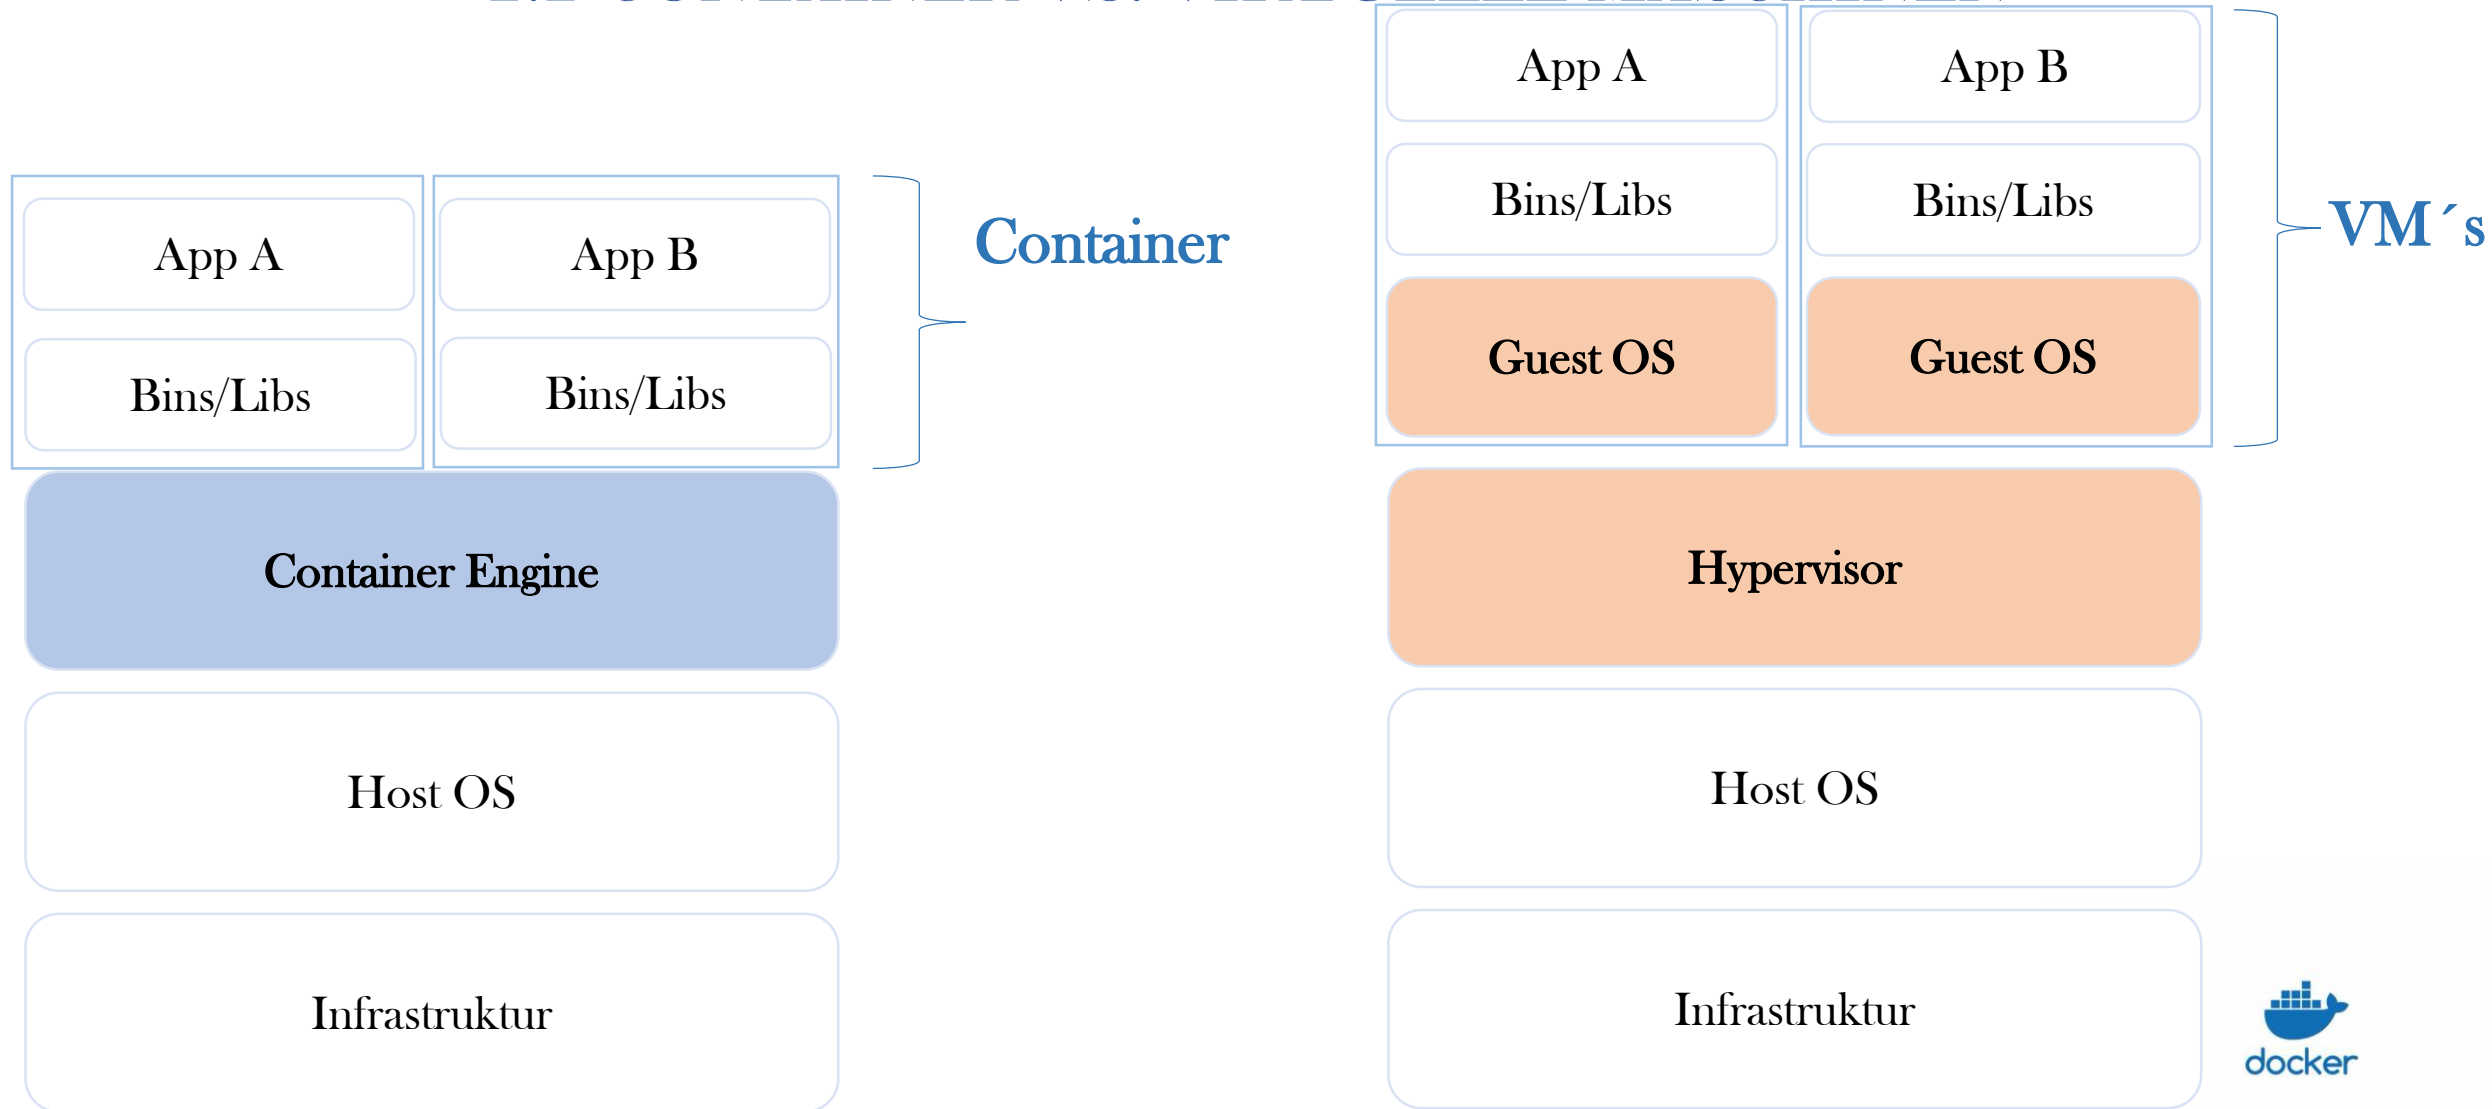 App A
App B
Bins/Libs
Bins/Libs
Container
Container Engine
Host OS
Infrastruktur
App A
App B
Bins/Libs
Bins/Libs
Guest OS
Guest OS
VM´s
Hypervisor
Host OS
Infrastruktur
docker